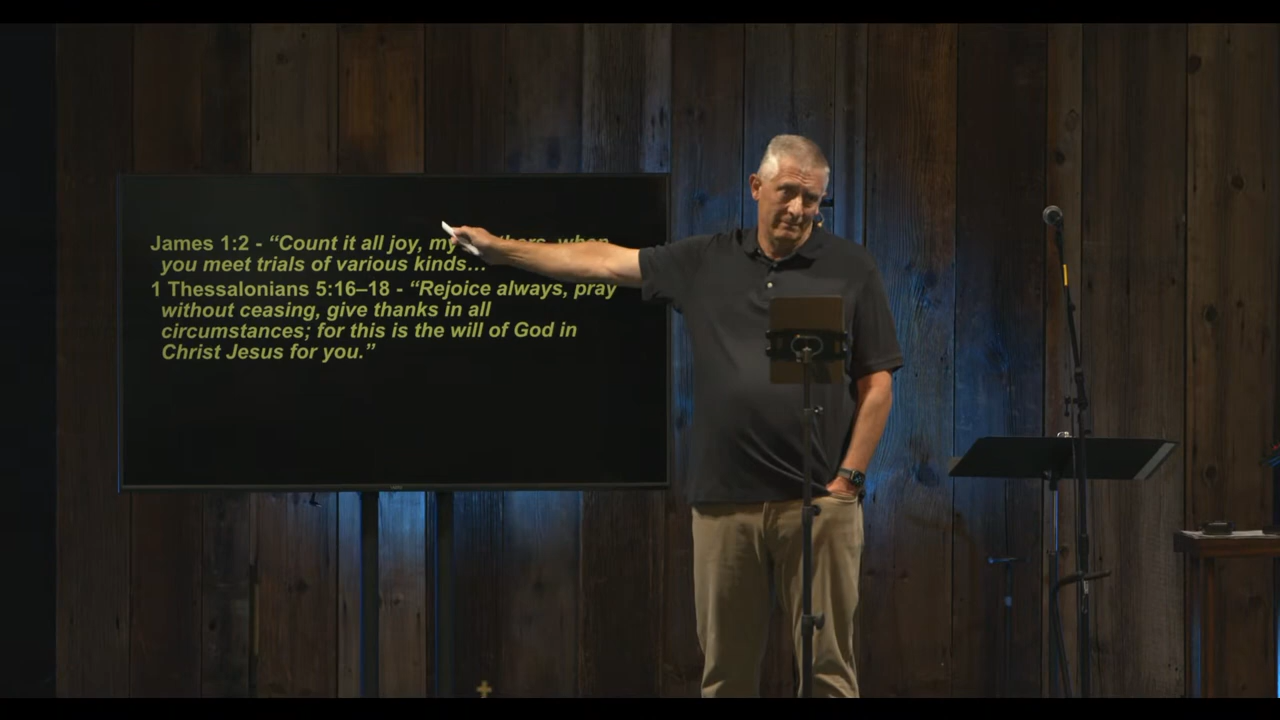 James 1:2 - “Count it all joy, my when
you meet trials of various kinds…
1 Thessalonians 5:16–18 - “Rejoice always, pray
without ceasing, give thanks in all
circumstances; for this is the will of God in
Christ Jesus for you.”